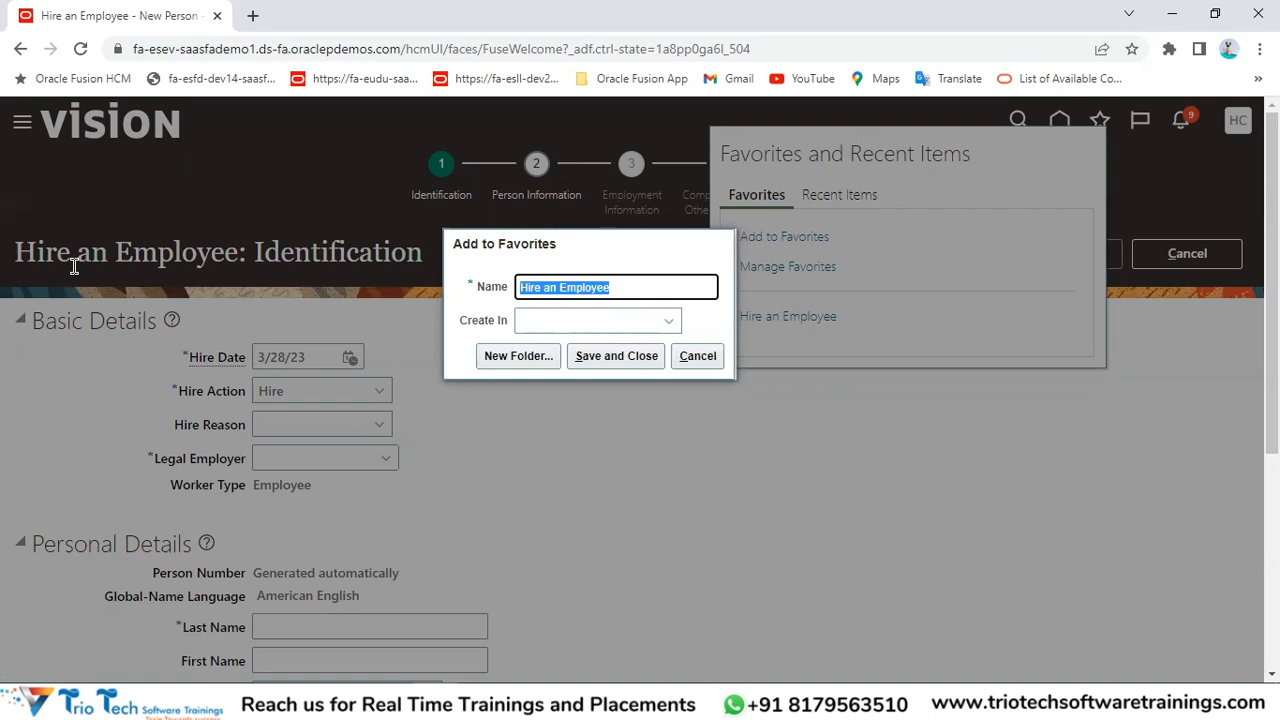 Hire an Employee - New Person -
fa-esev-saasfademo1.ds-fa.oraclepdemos.com/hcmUI/faces/FuseWelcome?_adf.ctrl-state=1a8pp0ga6l_504
Oracle Fusion HCM
fa-esfd-dev14-saasf...
https://fa-eudu-saa...
https://fa-esll-dev2...
Oracle Fusion App
Gmail
YouTube
Maps
Translate
List of Available Co...
»
VISION
9
HC
1
2
3
Identification
Person Information
Employment
Information
Comp
Othe
Favorites and Recent Items
Favorites
Recent Items
Add to Favorites
Manage Favorites
Hire an Employee
Hire an Employee: Identification
Cancel
Add to Favorites
* Name
Hire an Employee
Create In
New Folder...
Save and Close
Cancel
Basic Details
*Hire Date
3/28/23
*Hire Action
Hire
Hire Reason
*Legal Employer
Worker Type
Employee
Personal Details
Person Number
Generated automatically
Global-Name Language
American English
*Last Name
First Name
Trio Tech Software Trainings
Towards success
Reach us for Real Time Trainings and Placements
+91 8179563510
www.triotechsoftwaretrainings.com